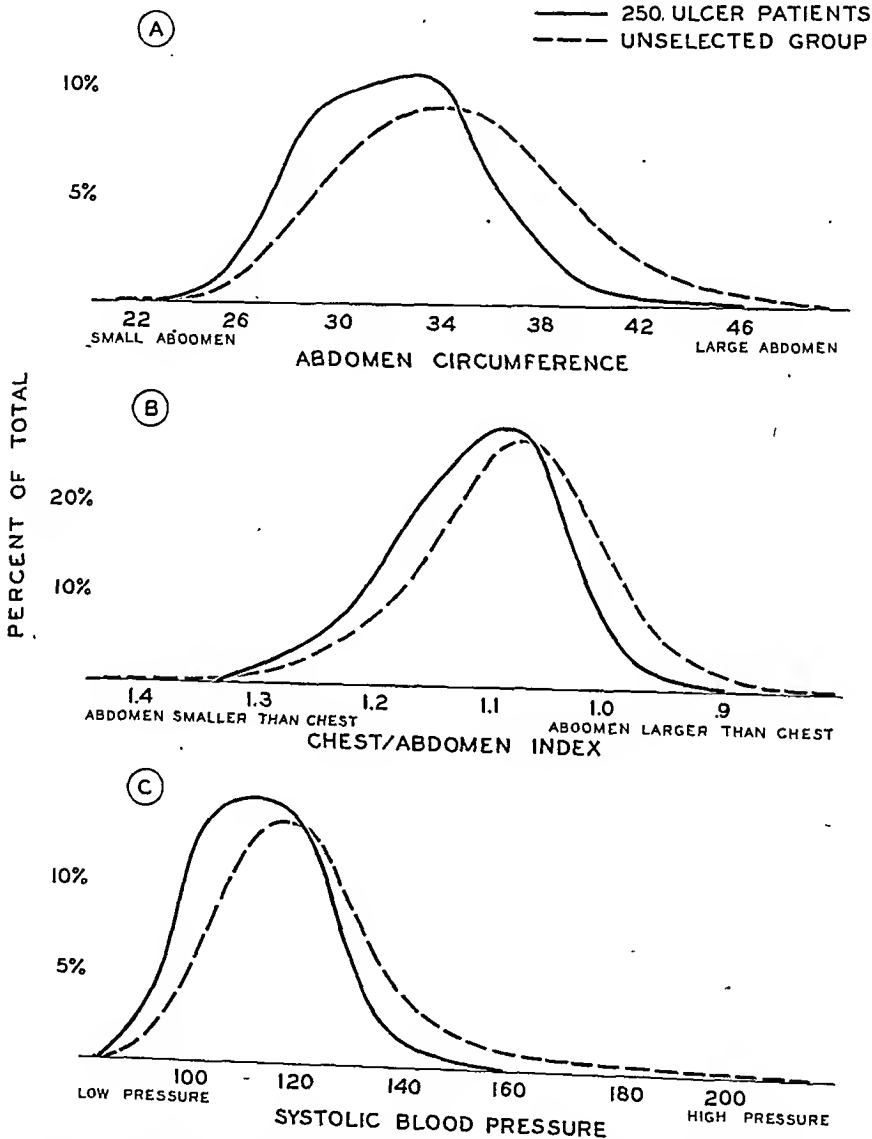 250. ULCER PATIENTS
UNSELECTED GROUP
A
10%
5%
22 26 30 34 38 42 46
SMALL ABOOMEN LARGE ABDOMEN
ABDOMEN CIRCUMFERENCE
PERCENT OF TOTAL
B
20%
10%
1.4 1.3 1.2 1.1 1.0 .9
ABDOMEN SMALLER THAN CHEST ABOOMEN LARGER THAN CHEST
CHEST/ABDOMEN INDEX
C
10%
5%
100 120 140 160 180 200
LOW PRESSURE HIGH PRESSURE
SYSTOLIC BLOOD PRESSURE